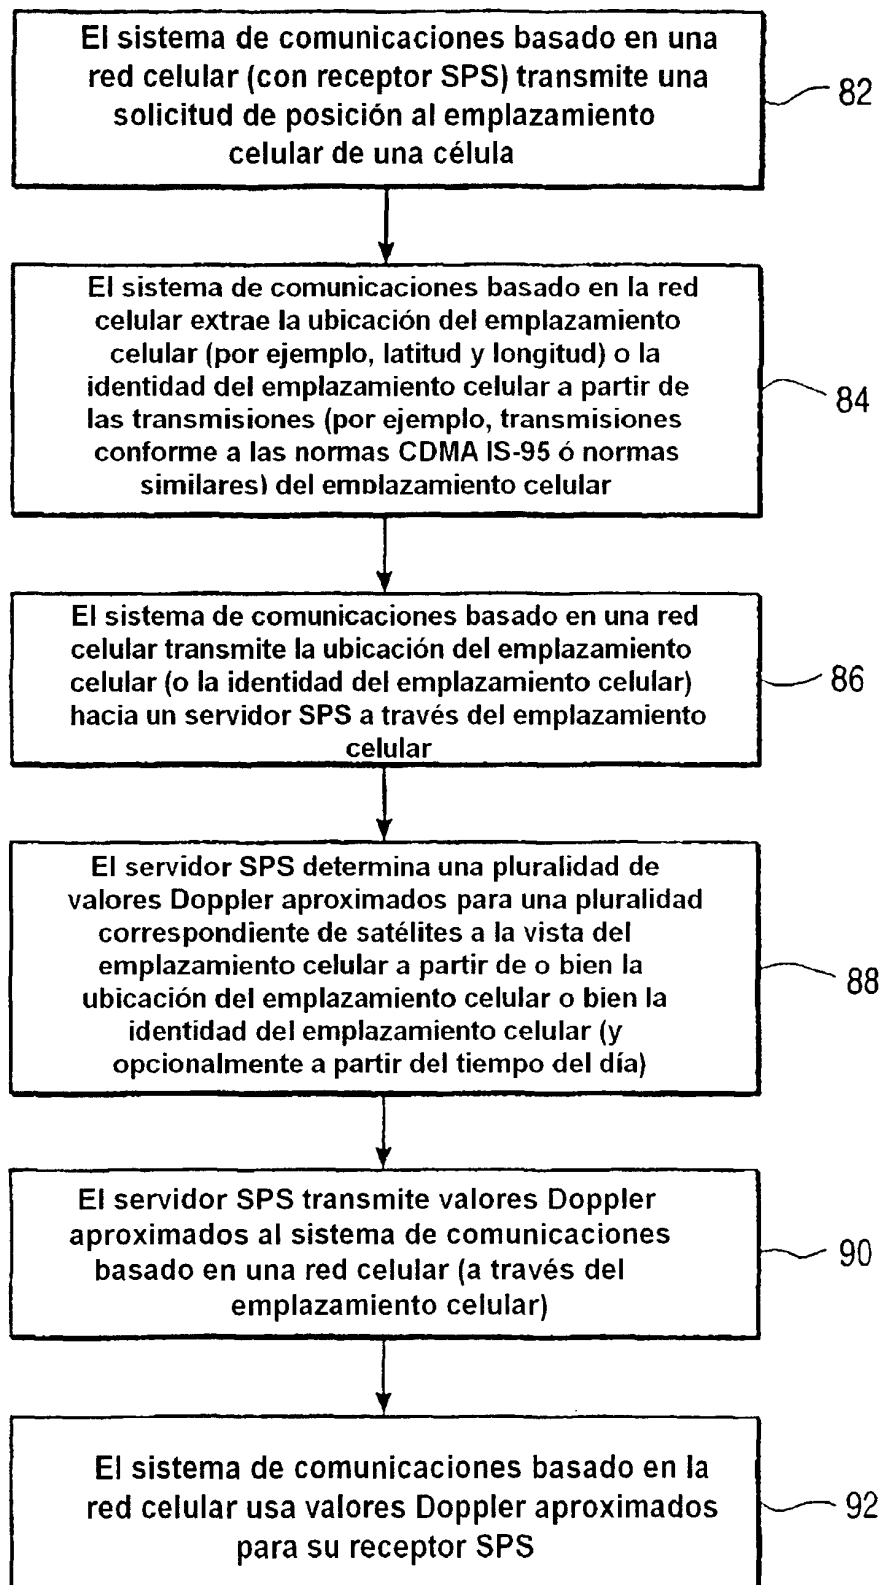 El sistema de comunicaciones basado en una
red celular (con receptor SPS) transmite una
solicitud de posición al emplazamiento
celular de una célula
82
El sistema de comunicaciones basado en la red
celular extrae la ubicación del emplazamiento
celular (por ejemplo, latitud y longitud) o la
identidad del emplazamiento celular a partir de
las transmisiones (por ejemplo, transmisiones
conforme a las normas CDMA IS-95 ó normas
similares) del emplazamiento celular
84
El sistema de comunicaciones basado en una red
celular transmite la ubicación del emplazamiento
celular (o la identidad del emplazamiento celular)
hacia un servidor SPS a través del emplazamiento
celular
86
El servidor SPS determina una pluralidad de
valores Doppler aproximados para una pluralidad
correspondiente de satélites a la vista del
emplazamiento celular a partir de o bien la
ubicación del emplazamiento celular o bien la
identidad del emplazamiento celular (y
opcionalmente a partir del tiempo del día)
88
El servidor SPS transmite valores Doppler
aproximados al sistema de comunicaciones
basado en una red celular (a través del
emplazamiento celular)
90
El sistema de comunicaciones basado en la
red celular usa valores Doppler aproximados
para su receptor SPS
92